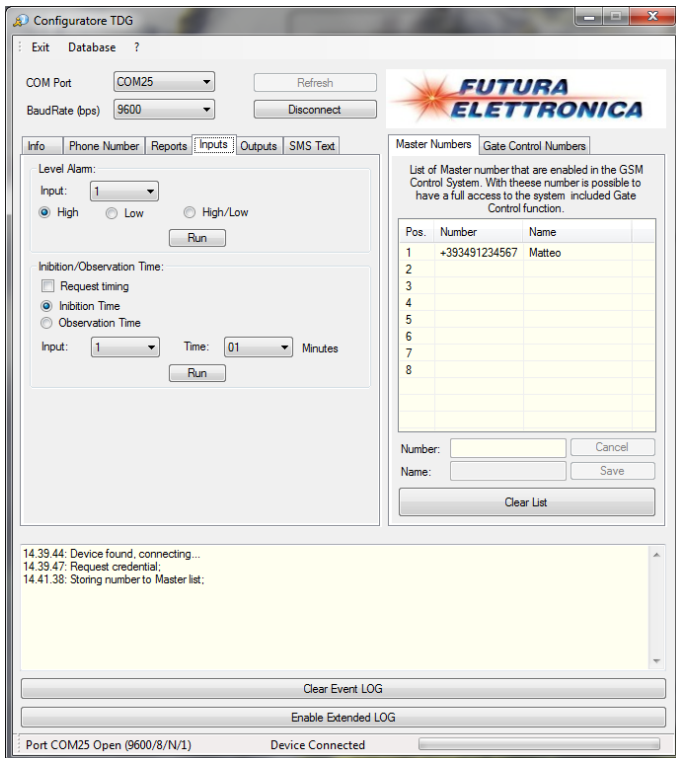 Configuratore TDG
Exit Database ?
COM Port COM25 Refresh
BaudRate (bps) 9600 Disconnect
FUTURA
ELETTRONICA
Info Phone Number Reports Inputs Outputs SMS Text
Level Alarm:
Input: 1
High Low High/Low
Run
Inibition/Observation Time:
Request timing
Inibition Time
Observation Time
Input: 1 Time: 01 Minutes
Run
Master Numbers Gate Control Numbers
List of Master number that are enabled in the GSM
Control System. With theese number is possible to
have a full access to the system included Gate
Control function.
Pos. Number Name
1 +393491234567 Matteo
2
3
4
5
6
7
8
Number: Cancel
Name: Save
Clear List
14.39.44: Device found, connecting...
14.39.47: Request credential;
14.41.38: Storing number to Master list;
Clear Event LOG
Enable Extended LOG
Port COM25 Open (9600/8/N/1) Device Connected